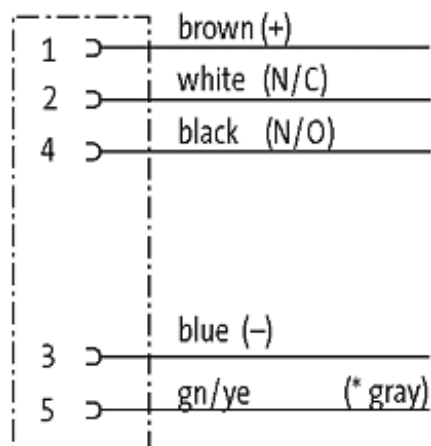 1 brown (+)
2 white (N/C)
4 black (N/O)
3 blue (–)
5 gn/ye (* gray)